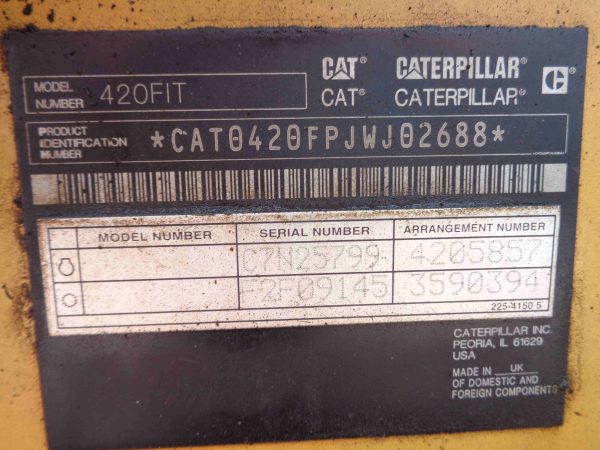 CAT CATERPILLAR
MODEL NUMBER 420FIT CAT® CATERPILLAR®
PRODUCT IDENTIFICATION NUMBER *CAT0420FPJWJ02688*
MODEL NUMBER SERIAL NUMBER ARRANGEMENT NUMBER
C7N25799 4205857
F2F09145 3590394
225-4150 5
CATERPILLAR INC.
PEORIA, IL 61629
USA
MADE IN UK
OF DOMESTIC AND
FOREIGN COMPONENTS